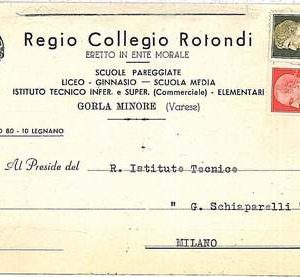 Regio Collegio Rotondi
ERETTO IN ENTE MORALE
SCUOLE PAREGGIATE
LICEO - GINNASIO — SCUOLA MEDIA
ISTITUTO TECNICO INFER. e SUPER. (Commerciale) - ELEMENTARI
GORLA MINORE (Varese)
O 80 - 10 LEGNANO
Al Preside del R. Istituto Tecnico
" G. Schiaparelli "
MILANO